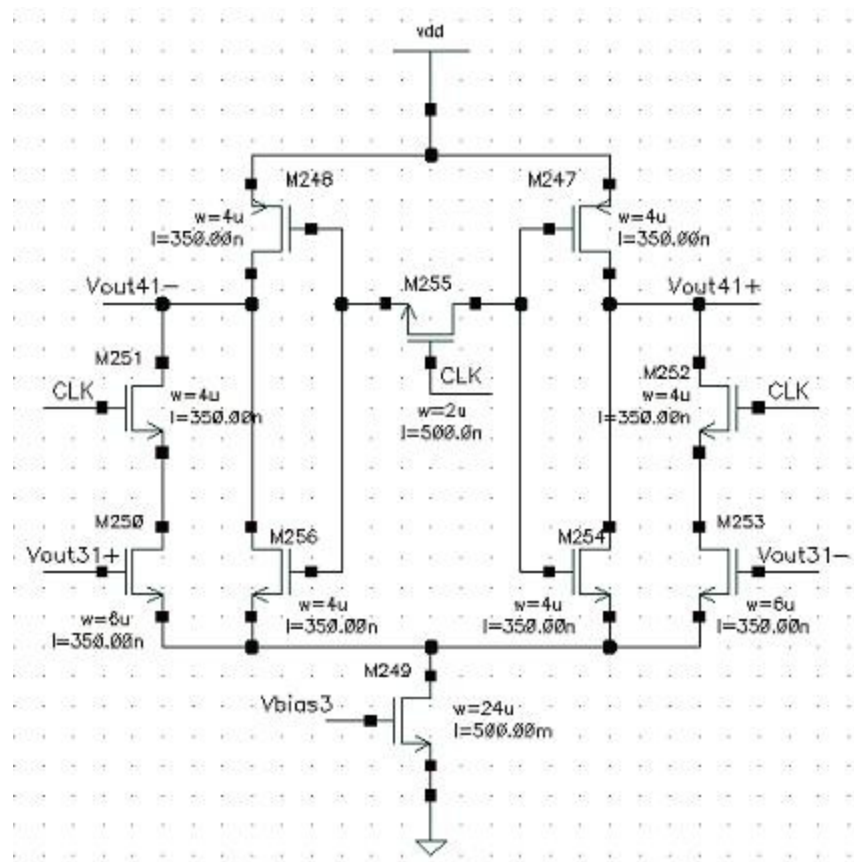 vdd
M248
M247
w=4u
l=350.00n
w=4u
l=350.00n
Vout41-
M255
Vout41+
M251
CLK
w=4u
l=350.00n
CLK
w=2u
l=500.0n
M252
w=4u
l=350.00n
CLK
M250
M256
M254
M253
Vout31+
Vout31-
w=6u
l=350.00n
w=4u
l=350.00n
w=4u
l=350.00n
w=6u
l=350.00n
M249
Vbias3
w=24u
l=500.00m